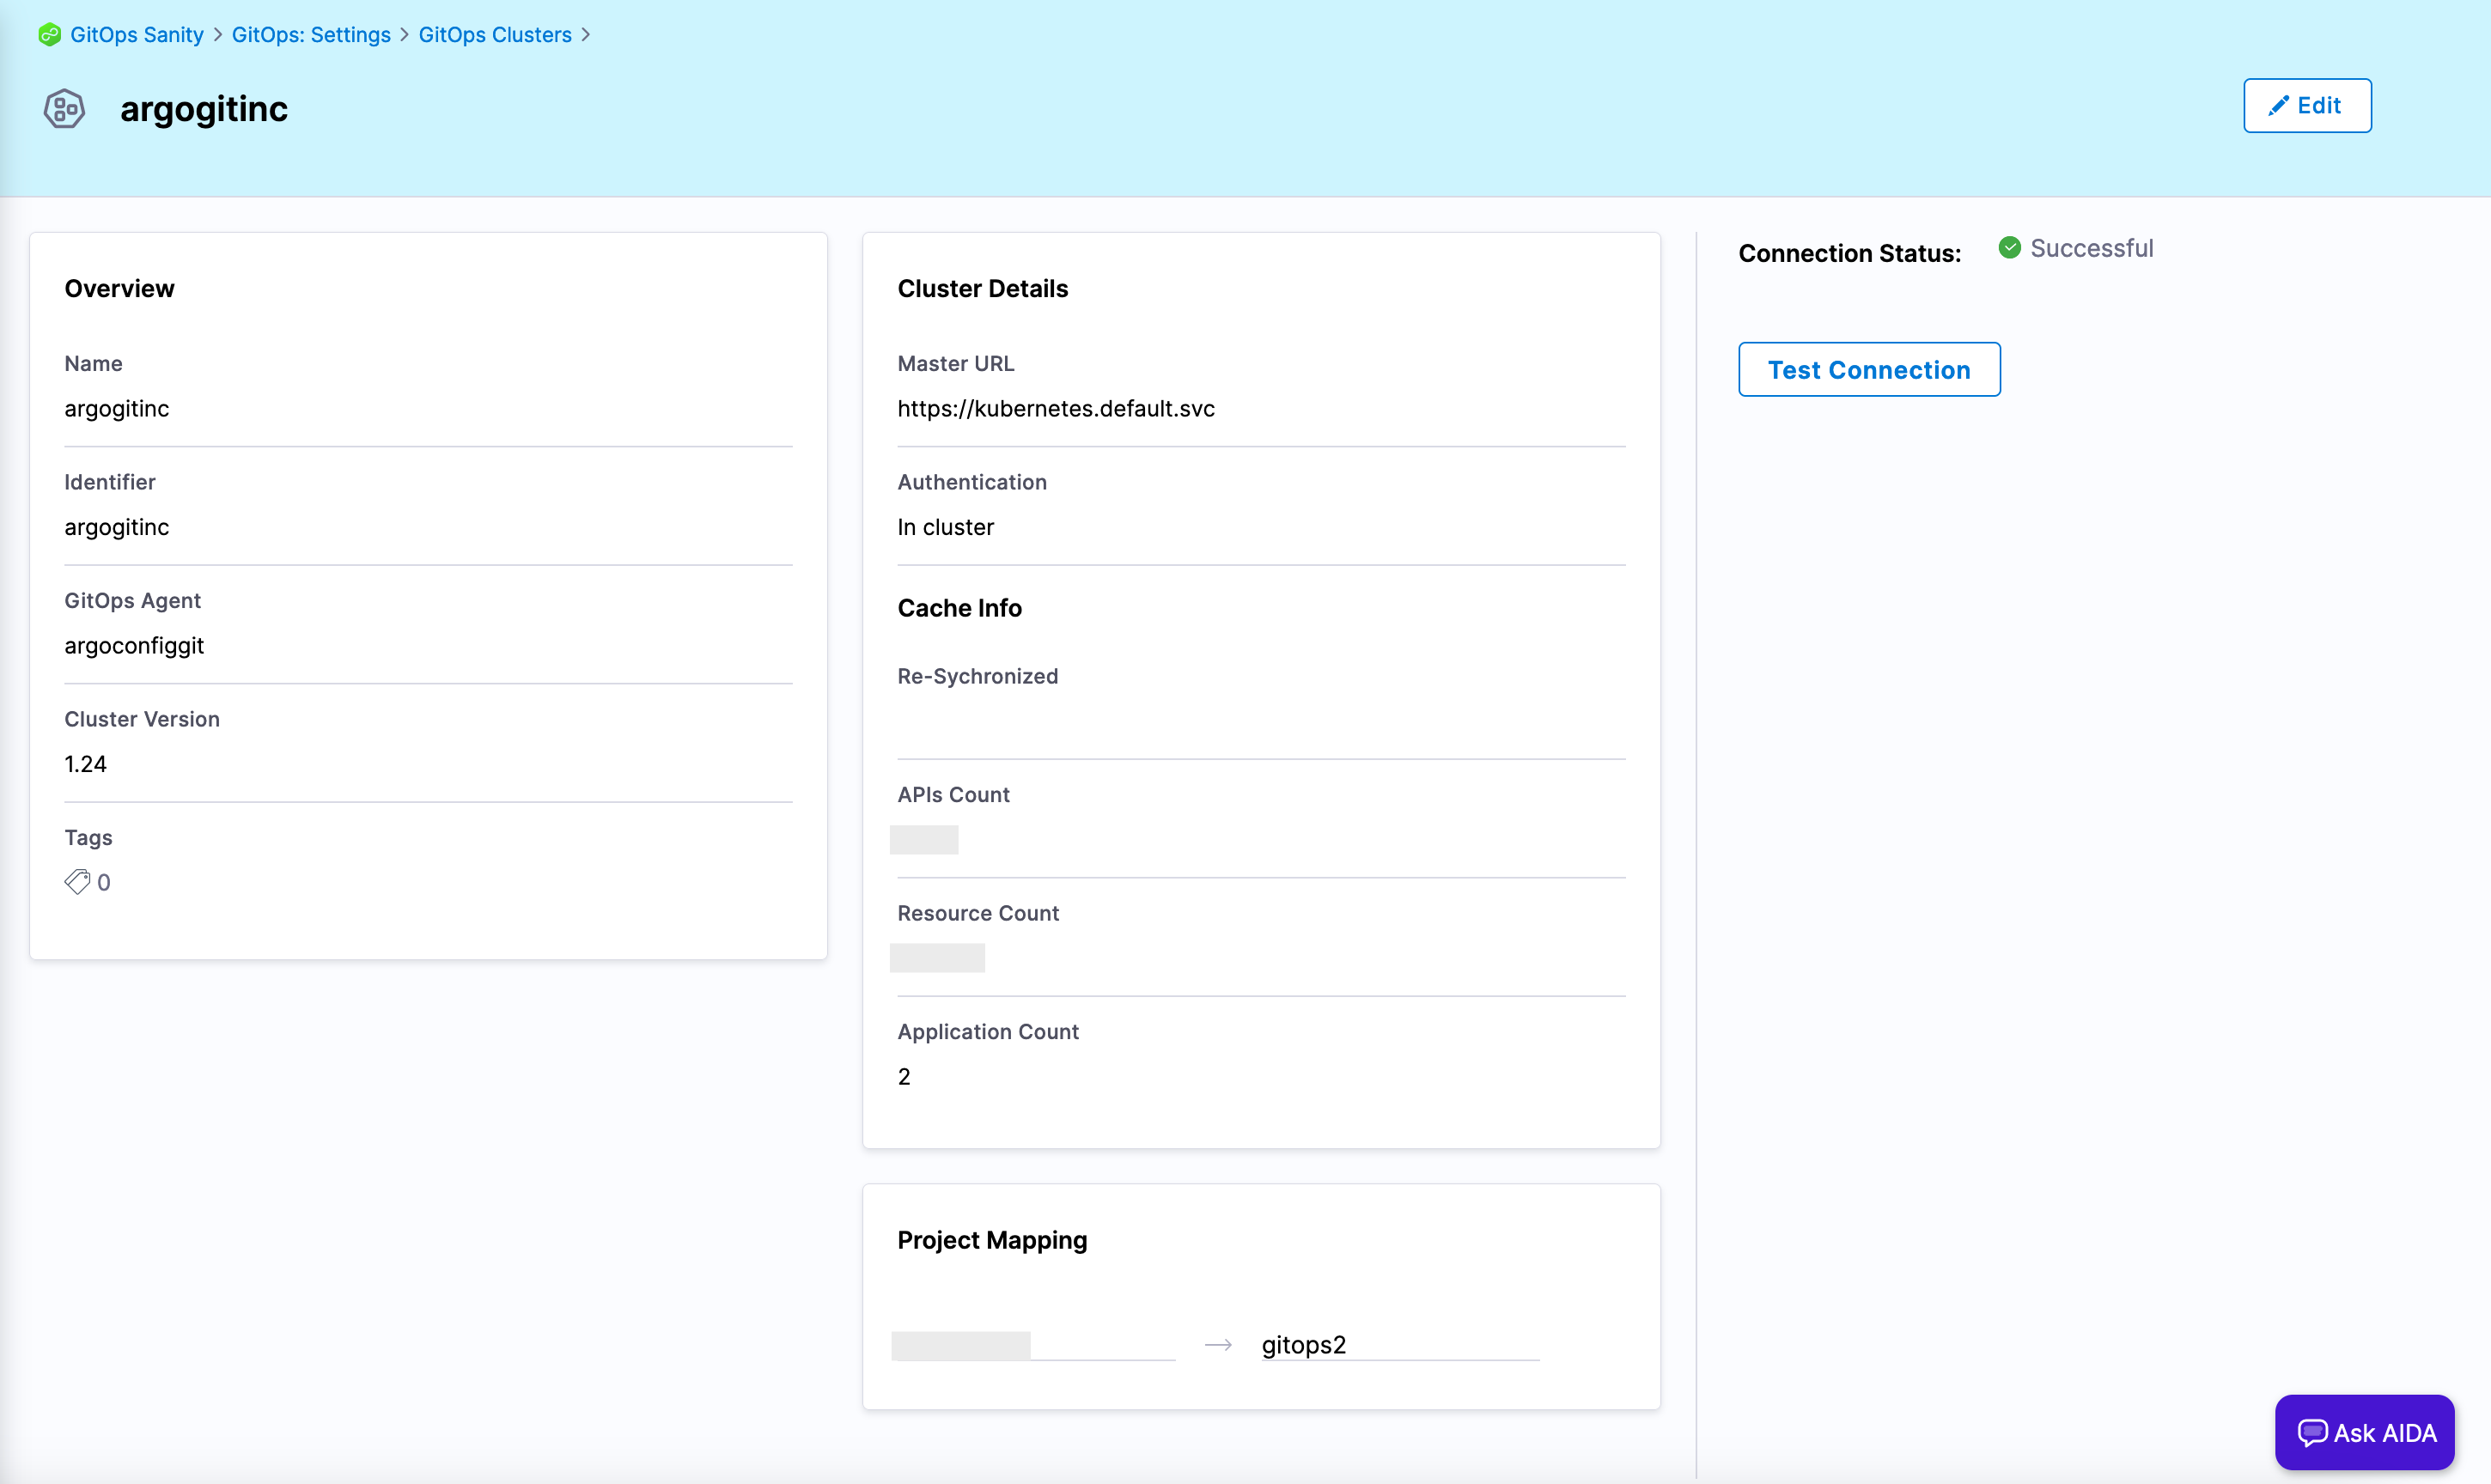 GitOps Sanity > GitOps: Settings > GitOps Clusters >
argogitinc
Edit
Overview
Name
argogitinc
Identifier
argogitinc
GitOps Agent
argoconfiggit
Cluster Version
1.24
Tags
0
Cluster Details
Master URL
https://kubernetes.default.svc
Authentication
In cluster
Cache Info
Re-Sychronized
APIs Count
Resource Count
Application Count
2
Project Mapping
gitops2
Connection Status:
Successful
Test Connection
Ask AIDA